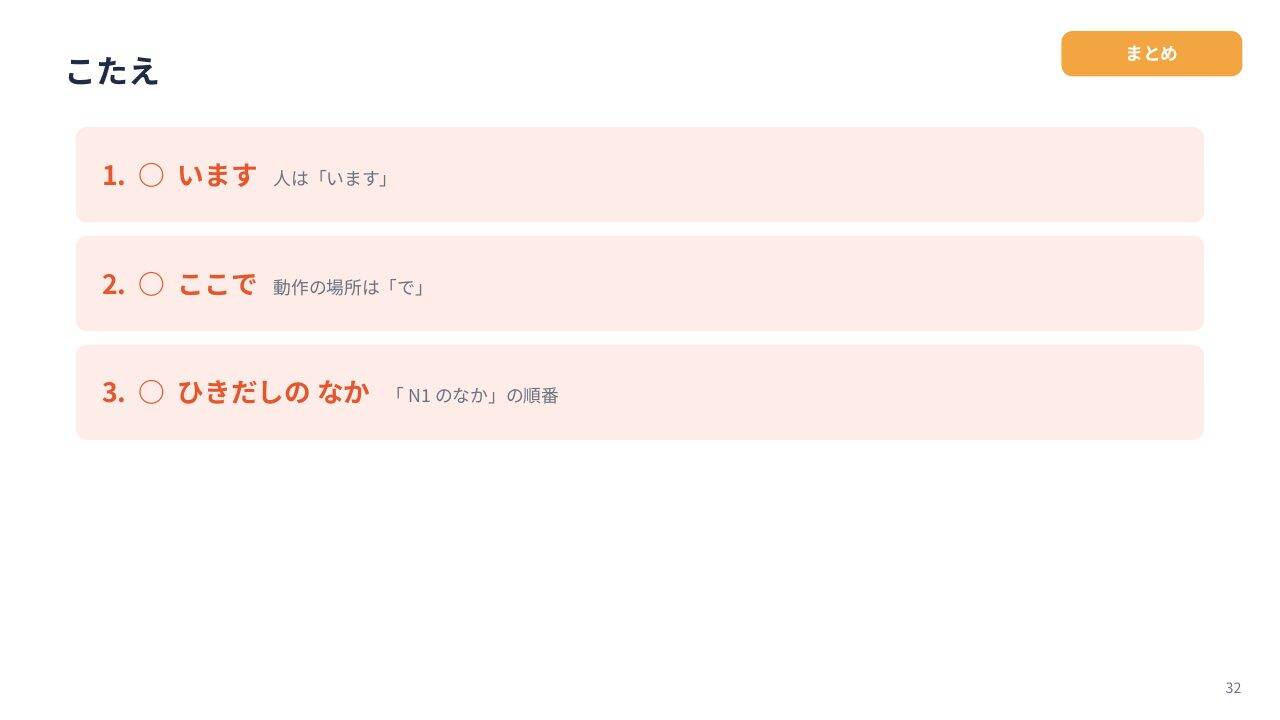 こたえ
まとめ
1. ○ います 人は「います」
2. ○ ここで 動作の場所は「で」
3. ○ ひきだしの なか 「 N1 のなか」の順番
32